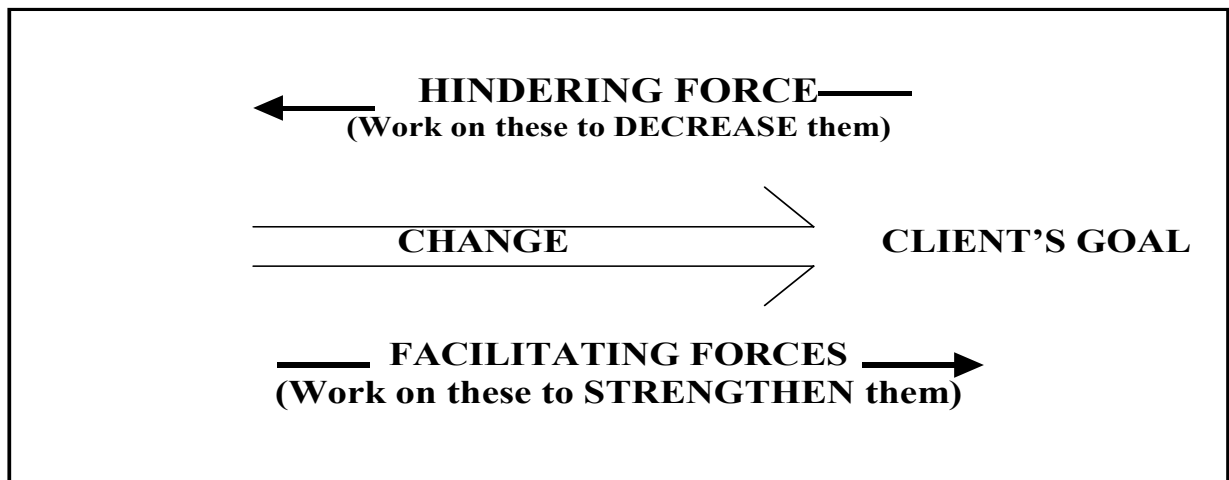 HINDERING FORCE
(Work on these to DECREASE them)
CHANGE CLIENT'S GOAL
FACILITATING FORCES
(Work on these to STRENGTHEN them)